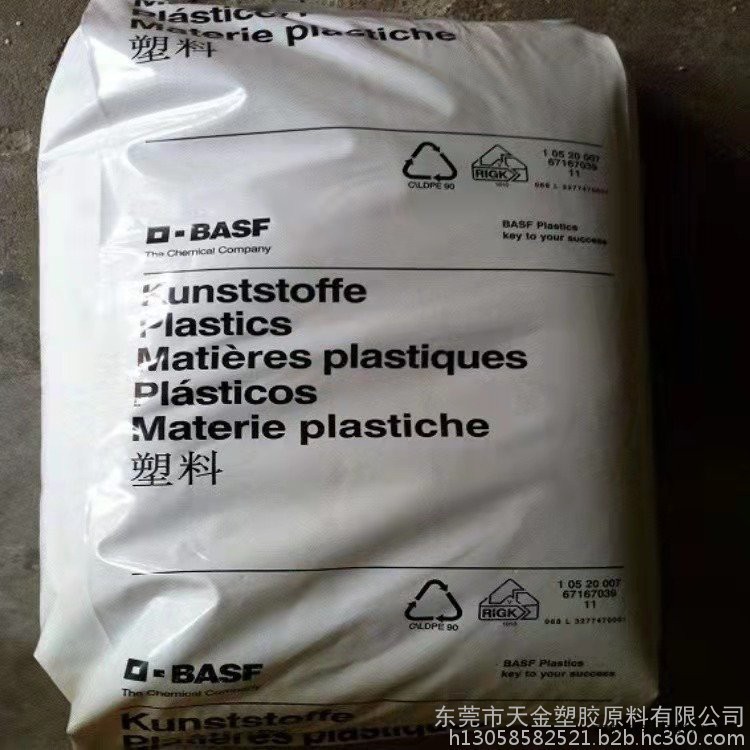 Plásticos
Materie plastiche
塑料
C\LDPE 90
RIGK
1 05 20 007
67167039
11
BASF
The Chemical Company
BASF Plastics
key to your success
Kunststoffe
Plastics
Matières plastiques
Plásticos
Materie plastiche
塑料
C\LDPE 90
RIGK
1 05 20 007
67167039
11
BASF
The Chemical Company
BASF Plastics
key to your success
Kunststoffe
Plastics
东莞市天金塑胶原料有限公司
h13058582521.b2b.hc360.com